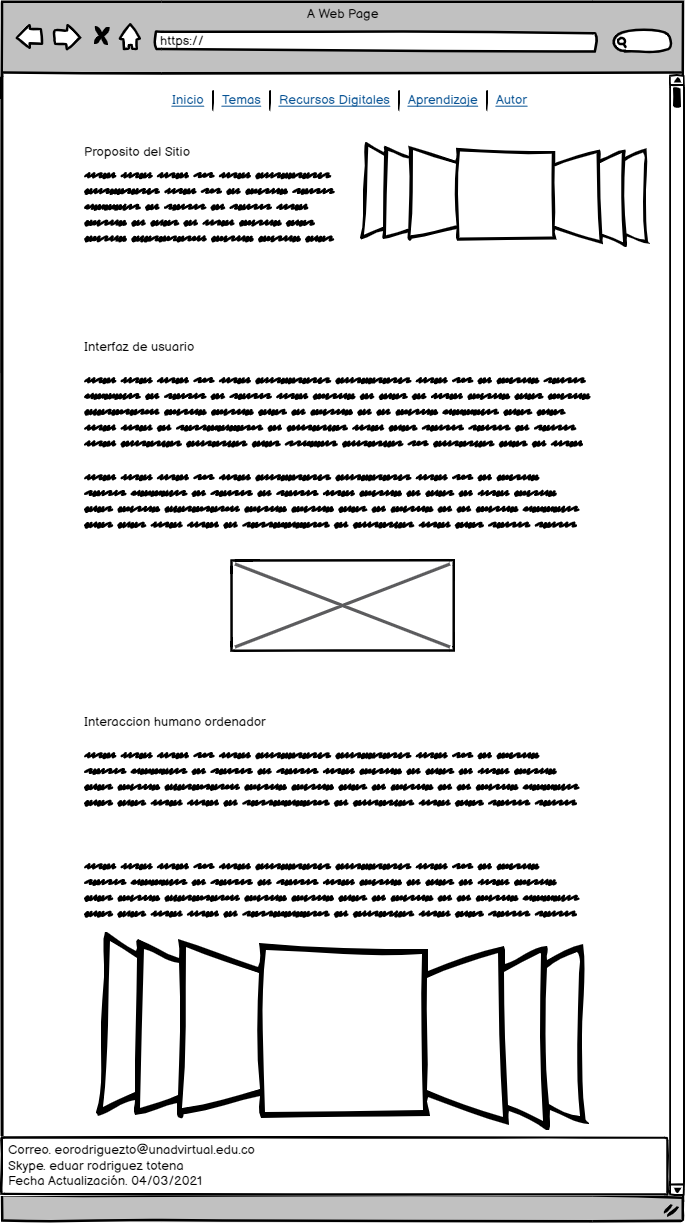 A Web Page
https://
Inicio | Temas | Recursos Digitales | Aprendizaje | Autor
Proposito del Sitio
Interfaz de usuario
Interaccion humano ordenador
Correo. eorodriguezto@unadvirtual.edu.co
Skype. eduar rodriguez totena
Fecha Actualización. 04/03/2021